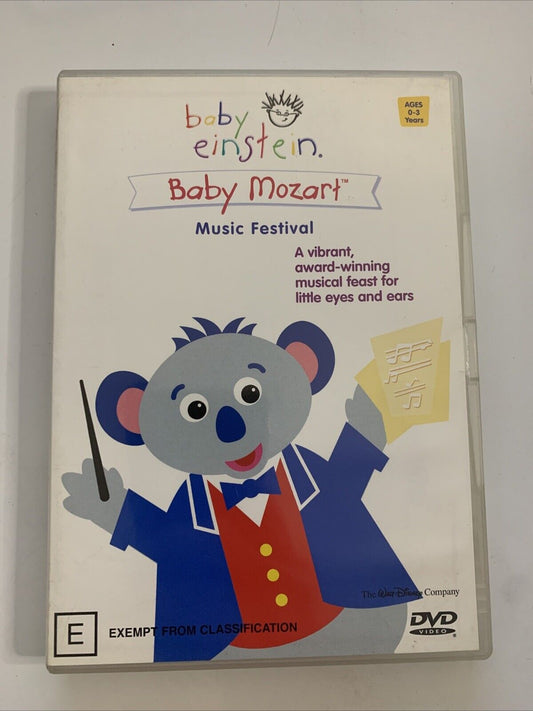 baby
einstein.
AGES
0-3
Years
Baby Mozart™
Music Festival
A vibrant,
award-winning
musical feast for
little eyes and ears
The Walt Disney Company
E
EXEMPT FROM CLASSIFICATION
DVD
VIDEO